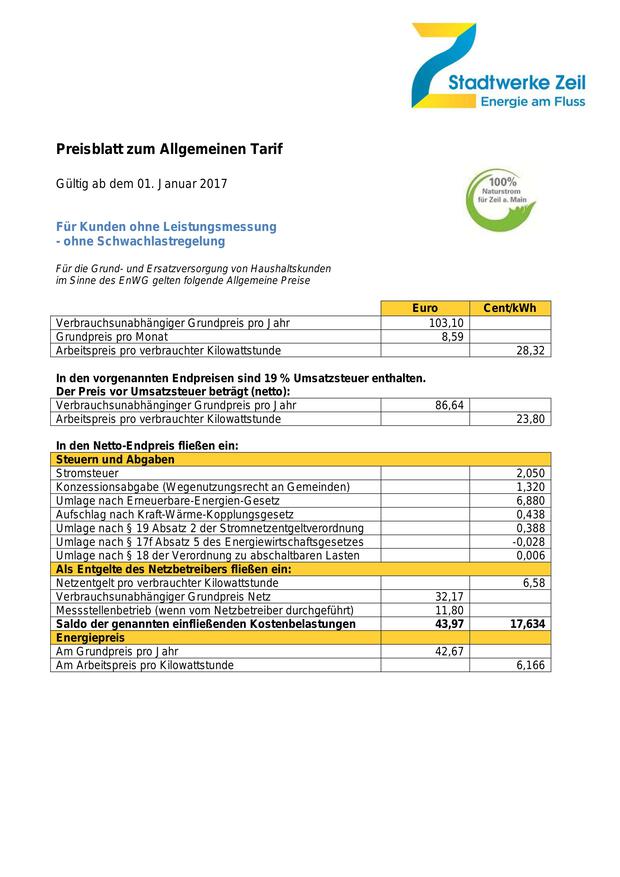 Stadtwerke Zeil
Energie am Fluss
Preisblatt zum Allgemeinen Tarif
Gültig ab dem 01. Januar 2017
100%
Naturstrom
für Zeil a. Main
Für Kunden ohne Leistungsmessung
- ohne Schwachlastregelung
Für die Grund- und Ersatzversorgung von Haushaltskunden
im Sinne des EnWG gelten folgende Allgemeine Preise
Euro Cent/kWh
Verbrauchsunabhängiger Grundpreis pro Jahr 103,10
Grundpreis pro Monat 8,59
Arbeitspreis pro verbrauchter Kilowattstunde 28,32
In den vorgenannten Endpreisen sind 19 % Umsatzsteuer enthalten.
Der Preis vor Umsatzsteuer beträgt (netto):
Verbrauchsunabhänginger Grundpreis pro Jahr 86,64
Arbeitspreis pro verbrauchter Kilowattstunde 23,80
In den Netto-Endpreis fließen ein:
Steuern und Abgaben
Stromsteuer 2,050
Konzessionsabgabe (Wegenutzungsrecht an Gemeinden) 1,320
Umlage nach Erneuerbare-Energien-Gesetz 6,880
Aufschlag nach Kraft-Wärme-Kopplungsgesetz 0,438
Umlage nach § 19 Absatz 2 der Stromnetzentgeltverordnung 0,388
Umlage nach § 17f Absatz 5 des Energiewirtschaftsgesetzes -0,028
Umlage nach § 18 der Verordnung zu abschaltbaren Lasten 0,006
Als Entgelte des Netzbetreibers fließen ein:
Netzentgelt pro verbrauchter Kilowattstunde 6,58
Verbrauchsunabhängiger Grundpreis Netz 32,17
Messstellenbetrieb (wenn vom Netzbetreiber durchgeführt) 11,80
Saldo der genannten einfließenden Kostenbelastungen 43,97 17,634
Energiepreis
Am Grundpreis pro Jahr 42,67
Am Arbeitspreis pro Kilowattstunde 6,166